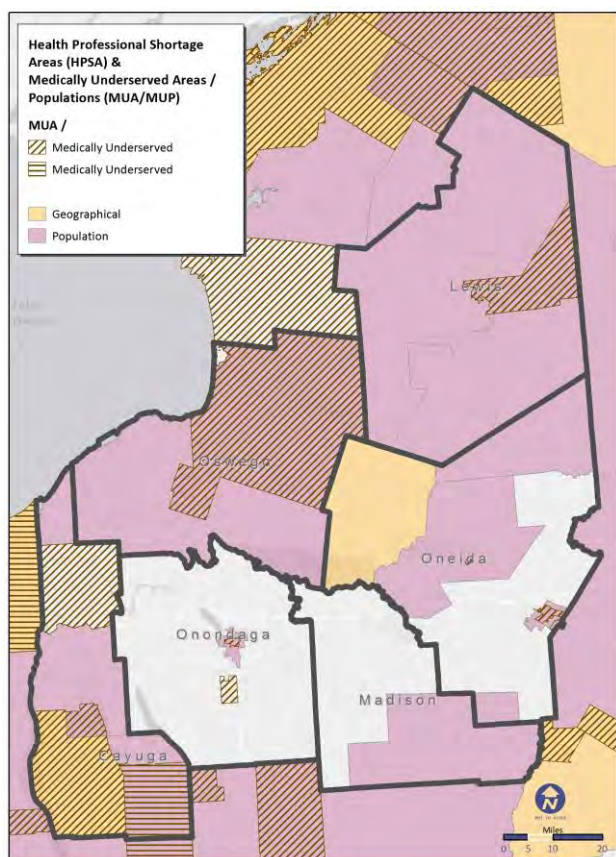 Health Professional Shortage
Areas (HPSA) &
Medically Underserved Areas /
Populations (MUA/MUP)
MUA /
Medically Underserved
Medically Underserved
Geographical
Population
Lewis
Oswego
Oneida
Onondaga
Madison
Cayuga
N
Miles
0 5 10 20